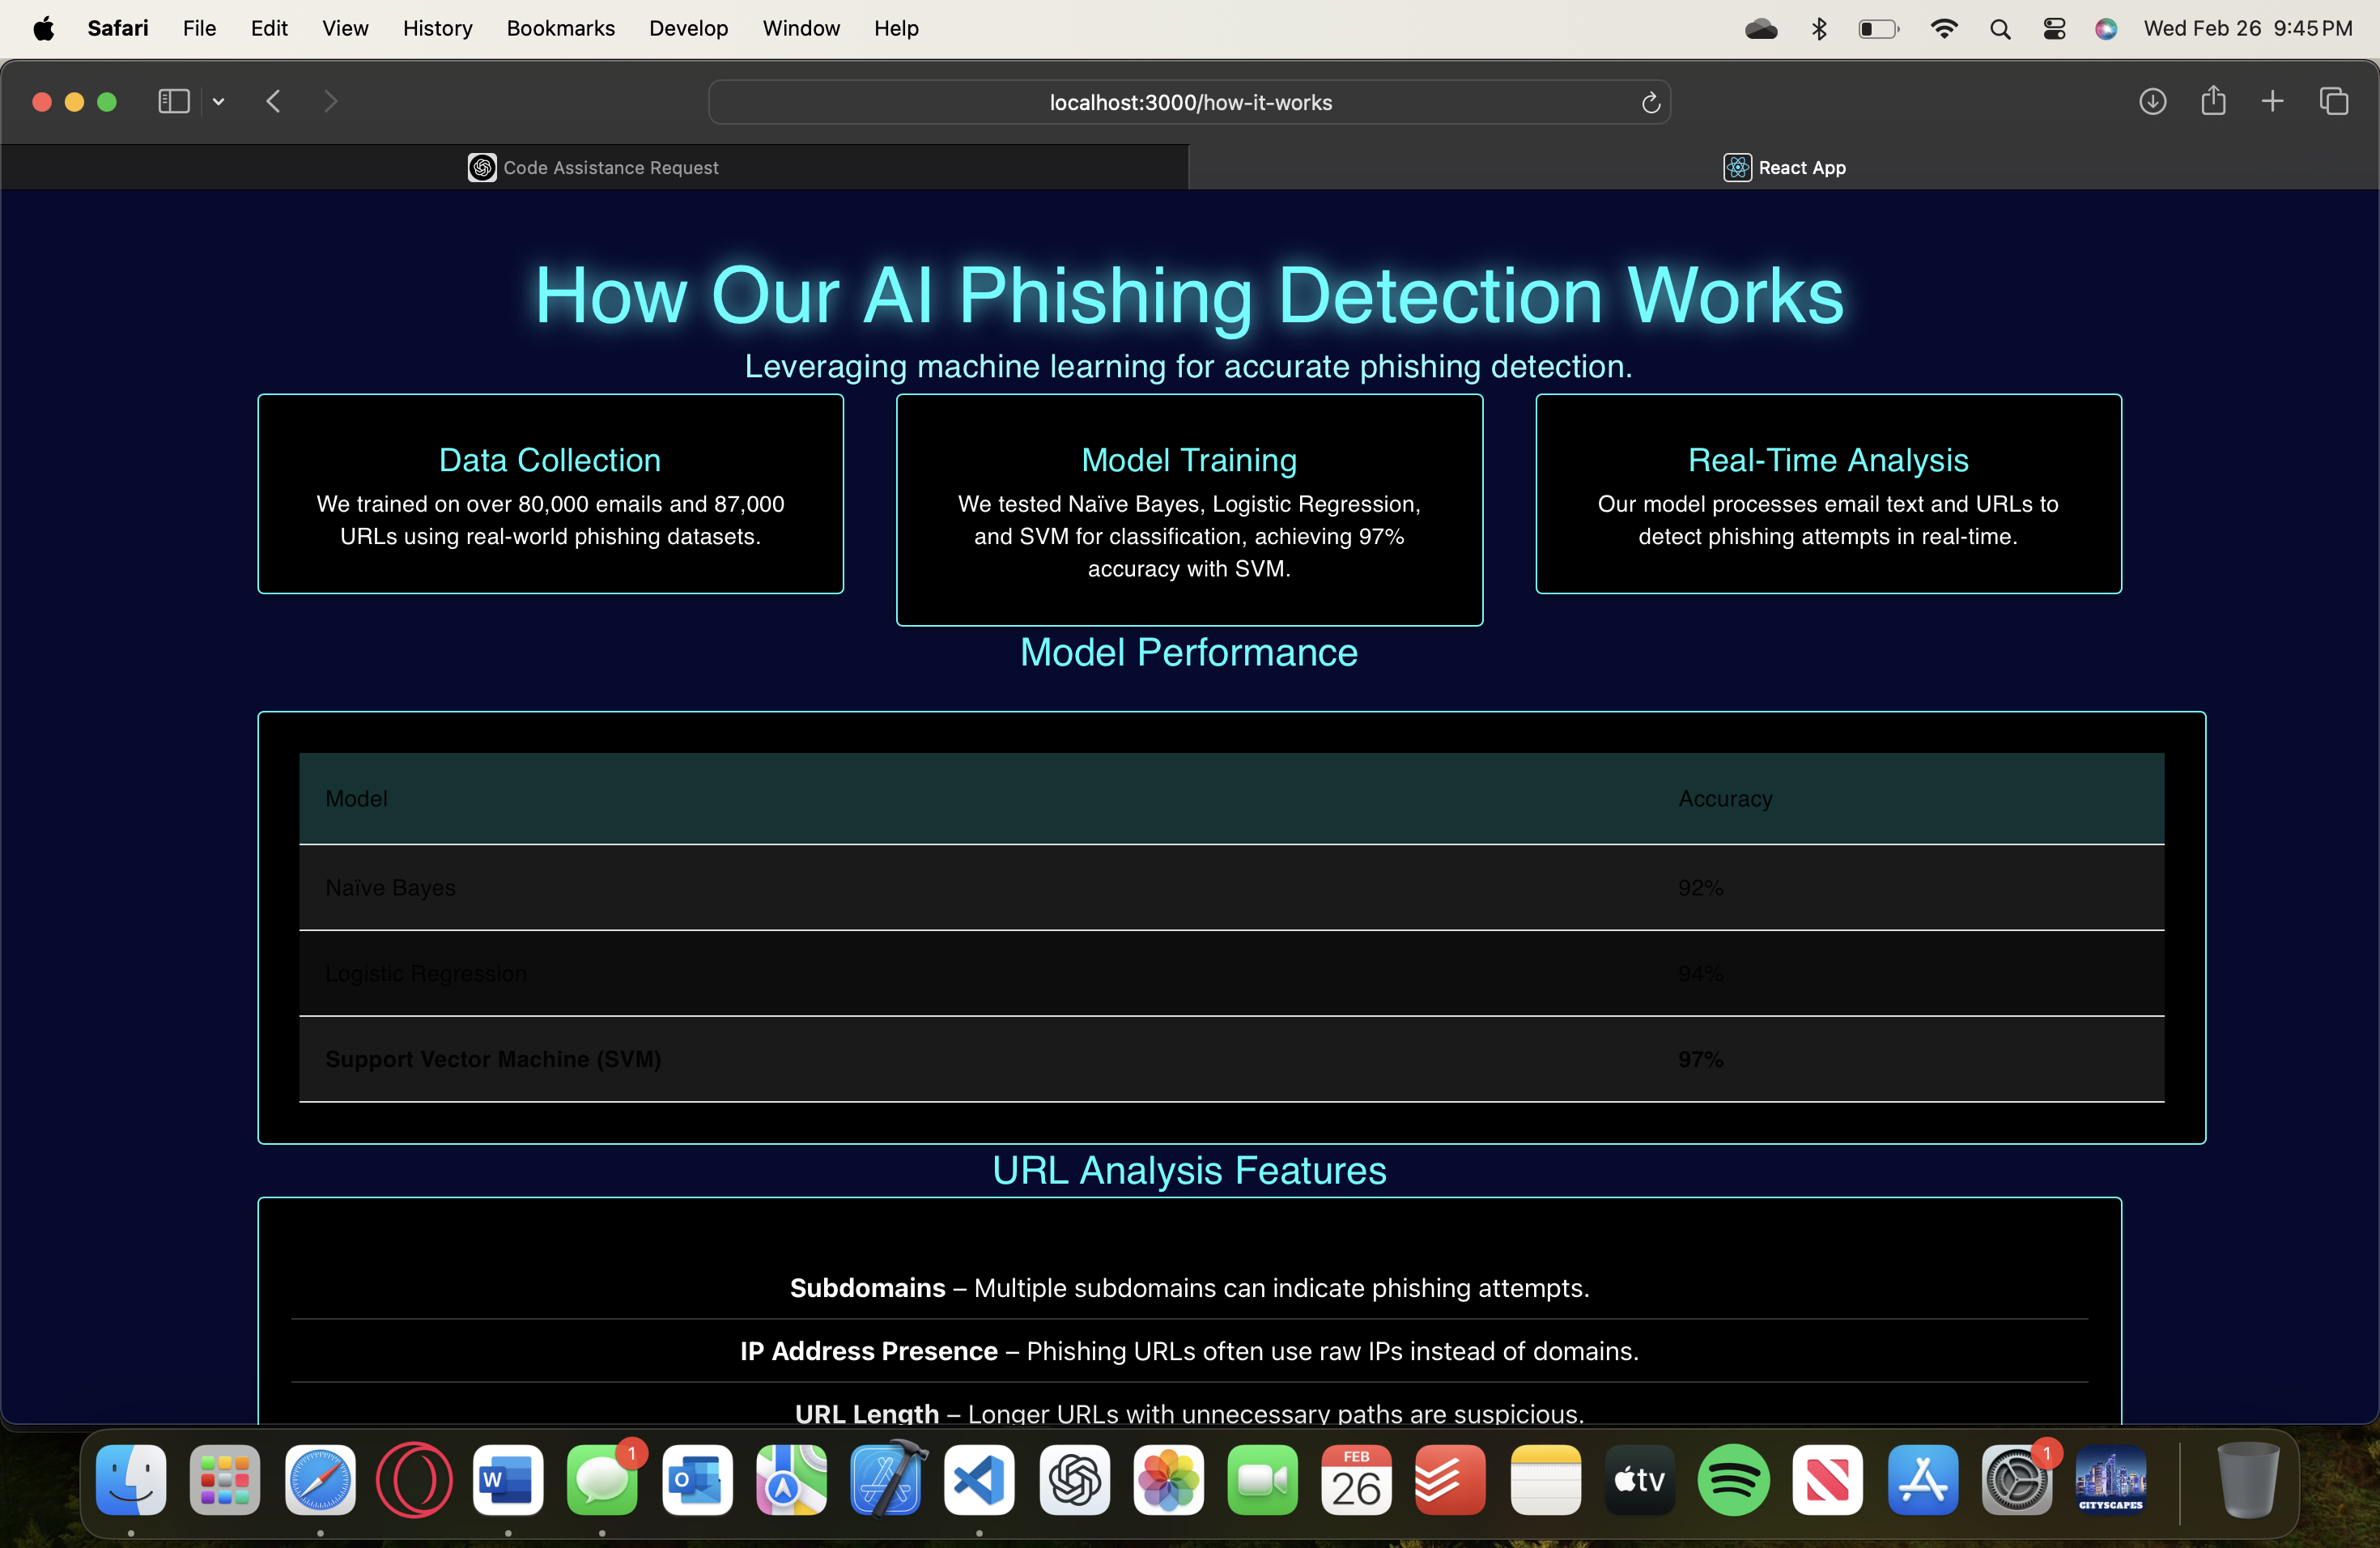 Safari File Edit View History Bookmarks Develop Window Help Wed Feb 26 9:45 PM
localhost:3000/how-it-works
Code Assistance Request React App
How Our AI Phishing Detection Works
Leveraging machine learning for accurate phishing detection.
Data Collection
We trained on over 80,000 emails and 87,000
URLs using real-world phishing datasets.
Model Training
We tested Naïve Bayes, Logistic Regression,
and SVM for classification, achieving 97%
accuracy with SVM.
Real-Time Analysis
Our model processes email text and URLs to
detect phishing attempts in real-time.
Model Performance
Model Accuracy
Naïve Bayes 92%
Logistic Regression 94%
Support Vector Machine (SVM) 97%
URL Analysis Features
Subdomains – Multiple subdomains can indicate phishing attempts.
IP Address Presence – Phishing URLs often use raw IPs instead of domains.
URL Length – Longer URLs with unnecessary paths are suspicious.
W 1 O FEB 26 tv 1 CITYSCAPES